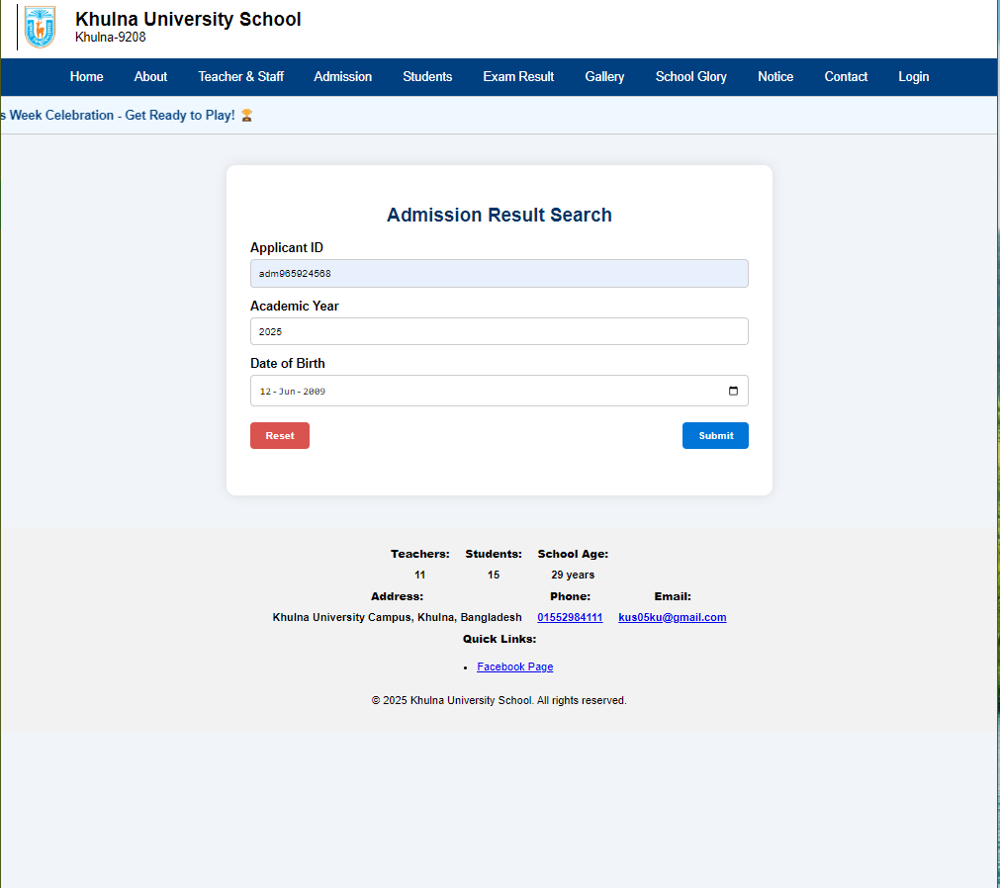 Khulna University School
Khulna-9208
Home About Teacher & Staff Admission Students Exam Result Gallery School Glory Notice Contact Login
s Week Celebration - Get Ready to Play! 🏆
Admission Result Search
Applicant ID
adm965924568
Academic Year
2025
Date of Birth
12-Jun-2009
Reset Submit
Teachers: Students: School Age:
11 15 29 years
Address: Phone: Email:
Khulna University Campus, Khulna, Bangladesh 01552984111 kus05ku@gmail.com
Quick Links:
• Facebook Page
© 2025 Khulna University School. All rights reserved.